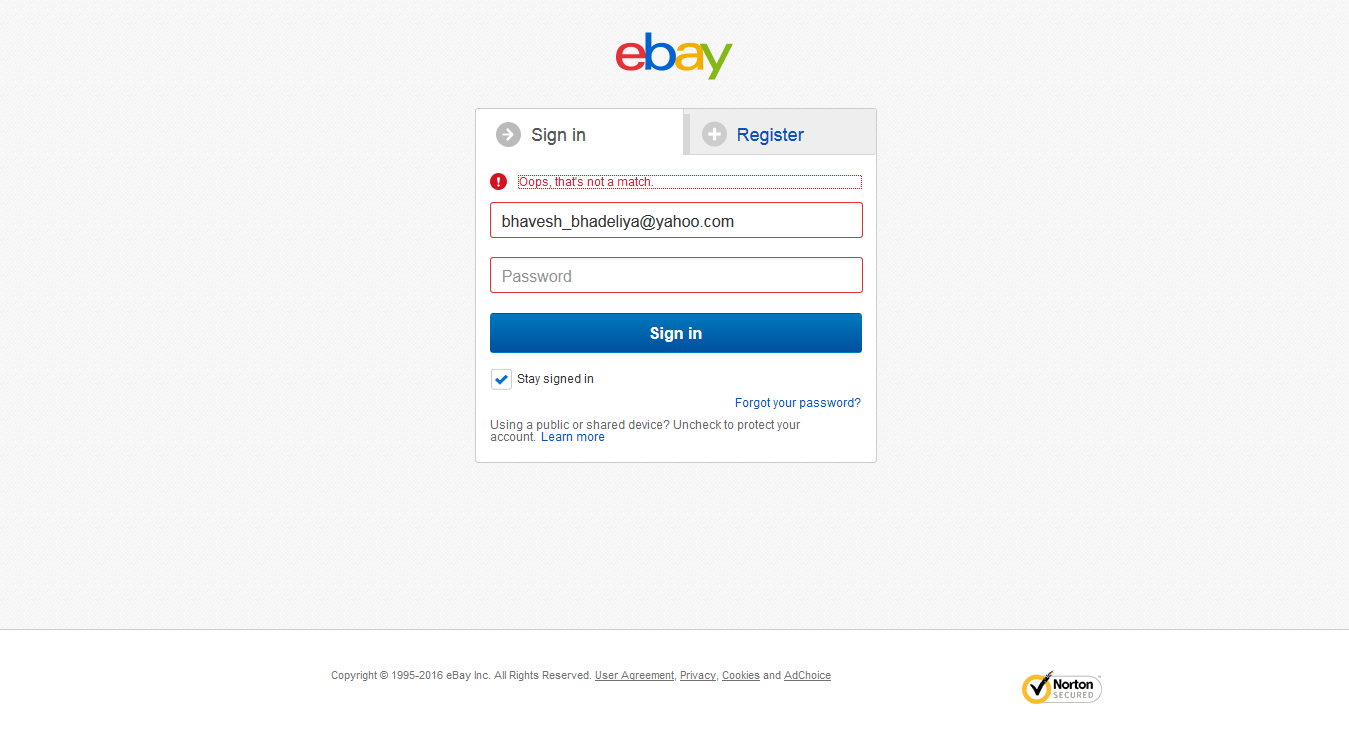 ebay
Sign in
Register
Oops, that's not a match.
bhavesh_bhadeliya@yahoo.com
Password
Sign in
Stay signed in
Forgot your password?
Using a public or shared device? Uncheck to protect your
account. Learn more
Copyright © 1995-2016 eBay Inc. All Rights Reserved. User Agreement, Privacy, Cookies and AdChoice
Norton
SECURED